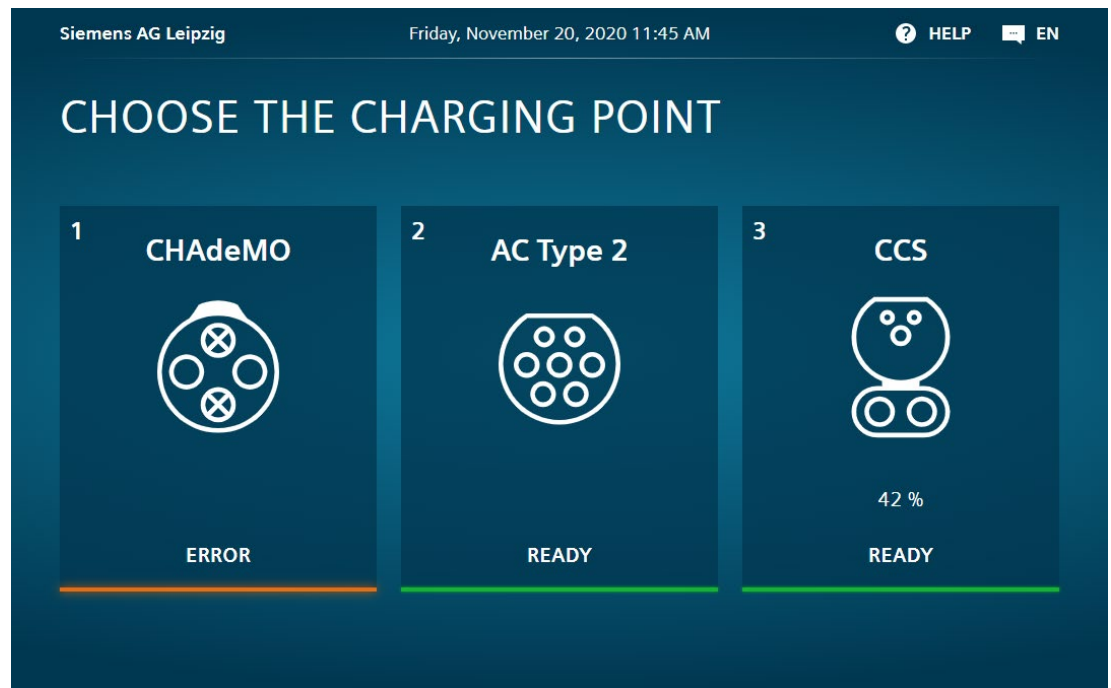 Siemens AG Leipzig Friday, November 20, 2020 11:45 AM ? HELP EN
CHOOSE THE CHARGING POINT
1
CHAdeMO
ERROR
2
AC Type 2
READY
3
CCS
42 %
READY